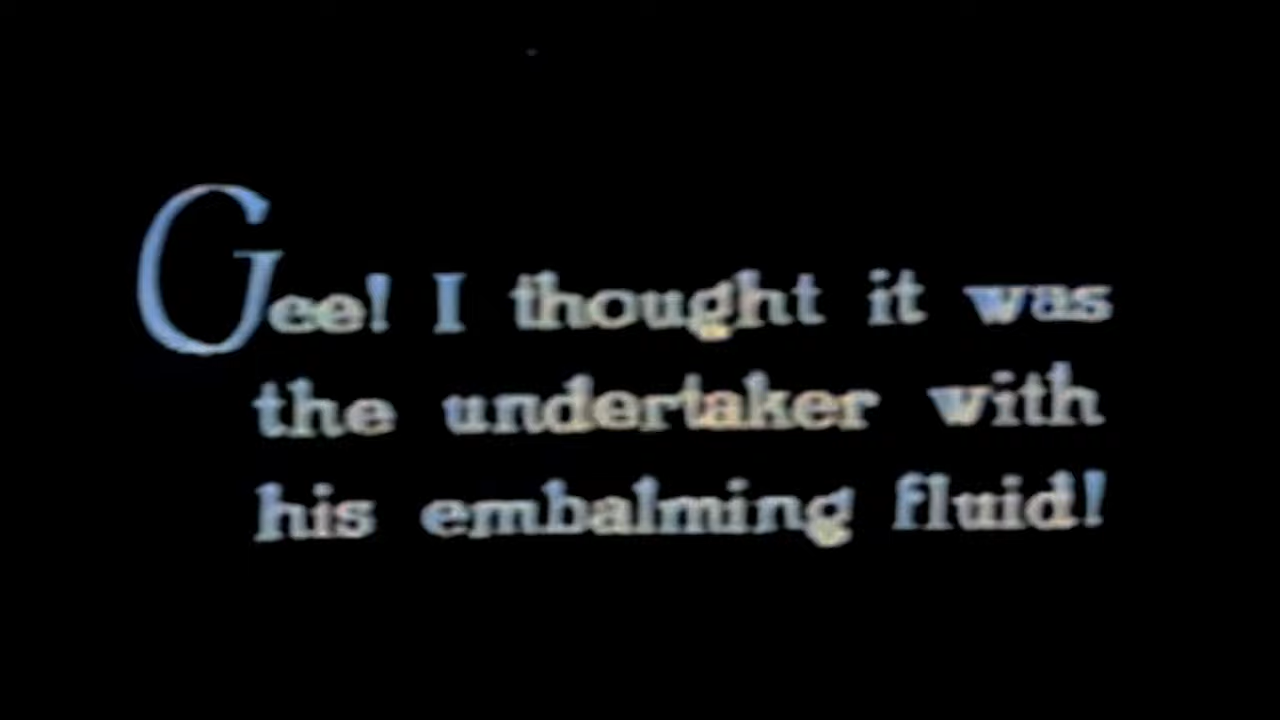 Gee! I thought it was
the undertaker with
his embalming fluid!